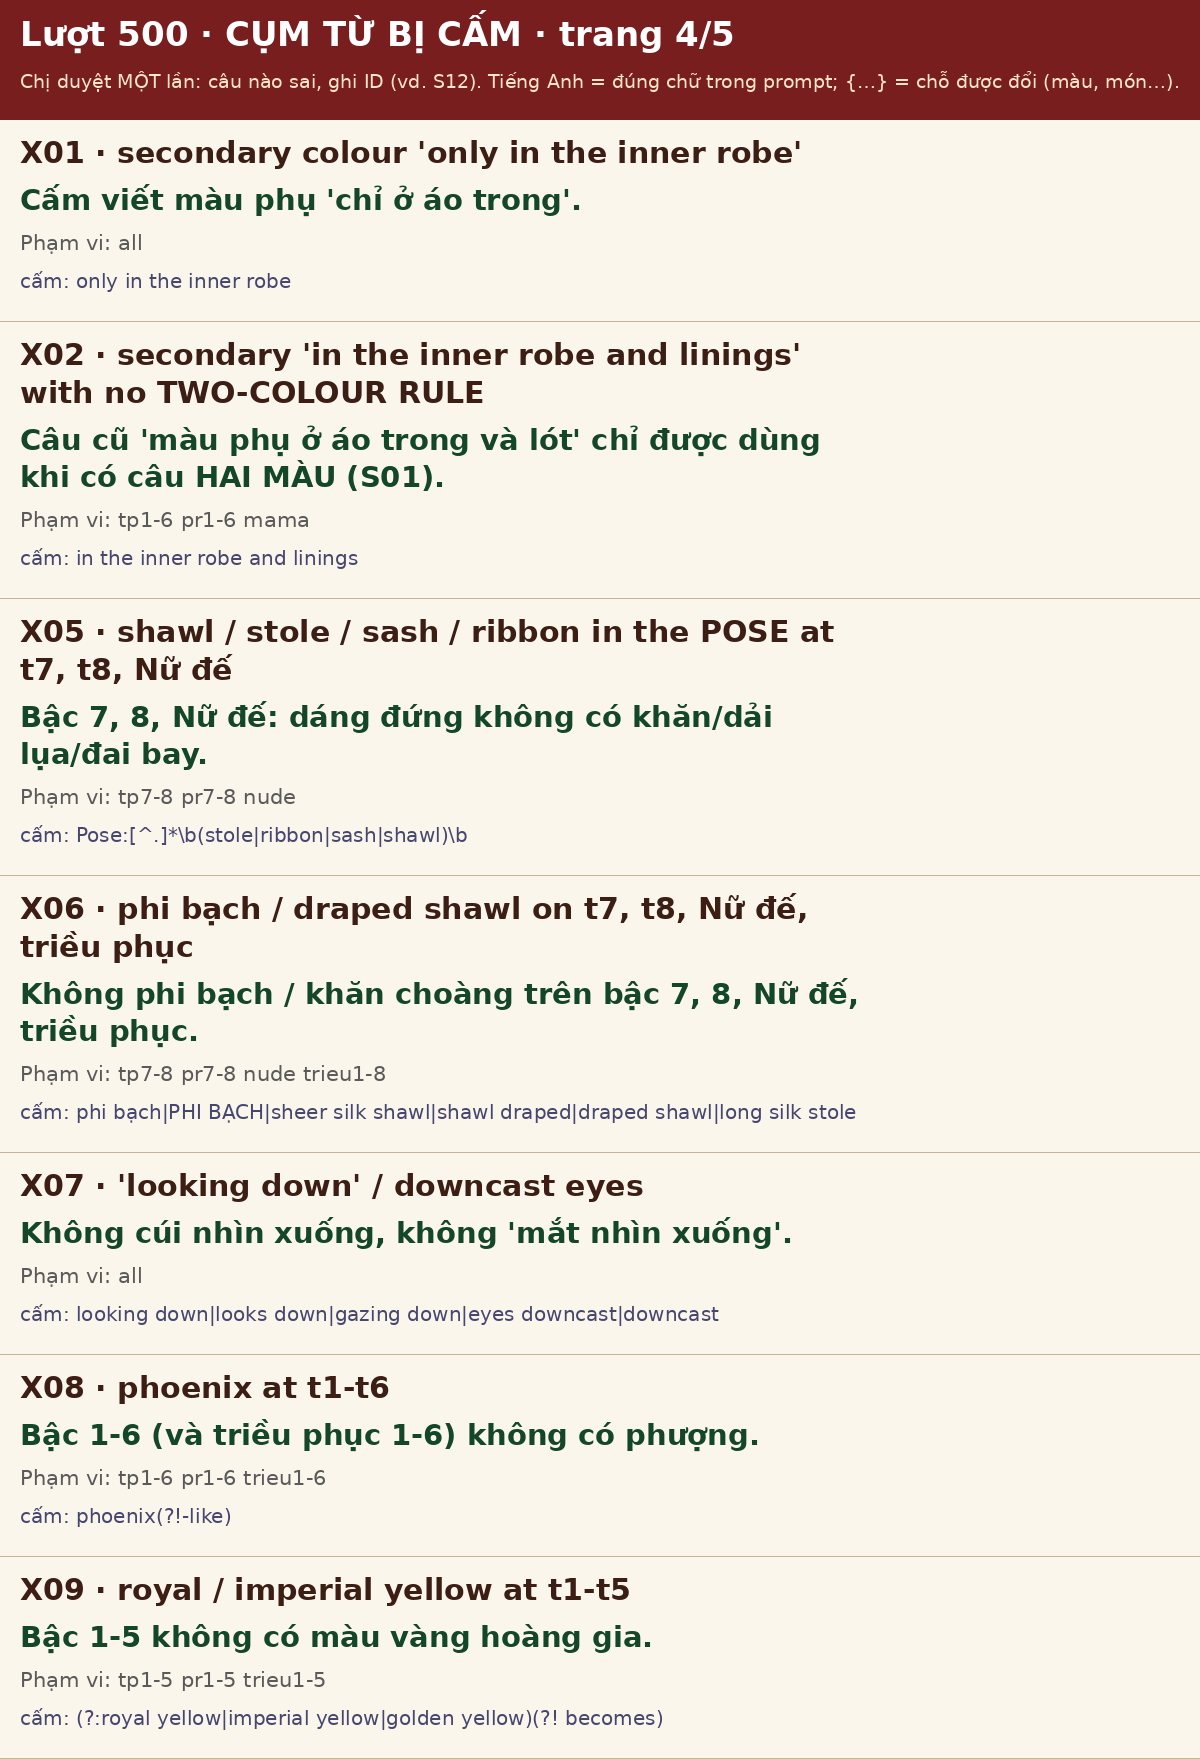 Lượt 500 · CỤM TỪ BỊ CẤM · trang 4/5
Chị duyệt MỘT lần: câu nào sai, ghi ID (vd. S12). Tiếng Anh = đúng chữ trong prompt; {…} = chỗ được đổi (màu, món…).
X01 · secondary colour 'only in the inner robe'
Cấm viết màu phụ 'chỉ ở áo trong'.
Phạm vi: all
cấm: only in the inner robe
X02 · secondary 'in the inner robe and linings'
with no TWO-COLOUR RULE
Câu cũ 'màu phụ ở áo trong và lót' chỉ được dùng
khi có câu HAI MÀU (S01).
Phạm vi: tp1-6 pr1-6 mama
cấm: in the inner robe and linings
X05 · shawl / stole / sash / ribbon in the POSE at
t7, t8, Nữ đế
Bậc 7, 8, Nữ đế: dáng đứng không có khăn/dải
lụa/đai bay.
Phạm vi: tp7-8 pr7-8 nude
cấm: Pose:[^.]*\b(stole|ribbon|sash|shawl)\b
X06 · phi bạch / draped shawl on t7, t8, Nữ đế,
triều phục
Không phi bạch / khăn choàng trên bậc 7, 8, Nữ đế,
triều phục.
Phạm vi: tp7-8 pr7-8 nude trieu1-8
cấm: phi bạch|PHI BẠCH|sheer silk shawl|shawl draped|draped shawl|long silk stole
X07 · 'looking down' / downcast eyes
Không cúi nhìn xuống, không 'mắt nhìn xuống'.
Phạm vi: all
cấm: looking down|looks down|gazing down|eyes downcast|downcast
X08 · phoenix at t1-t6
Bậc 1-6 (và triều phục 1-6) không có phượng.
Phạm vi: tp1-6 pr1-6 trieu1-6
cấm: phoenix(?!-like)
X09 · royal / imperial yellow at t1-t5
Bậc 1-5 không có màu vàng hoàng gia.
Phạm vi: tp1-5 pr1-5 trieu1-5
cấm: (?:royal yellow|imperial yellow|golden yellow)(?! becomes)